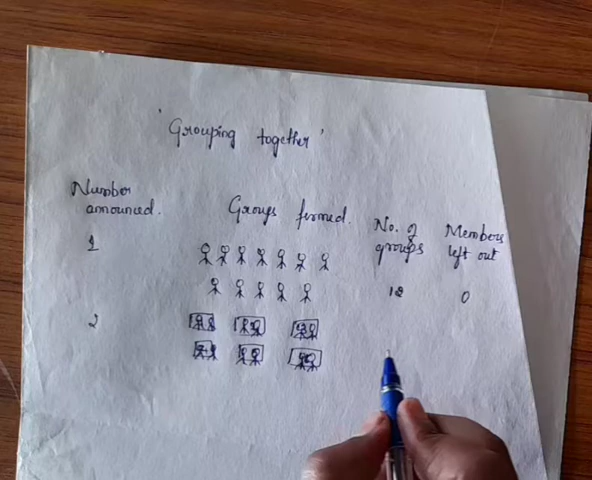 'Grouping together'
Number announced.
Groups formed.
No. of groups
Members left out
1
12
0
2